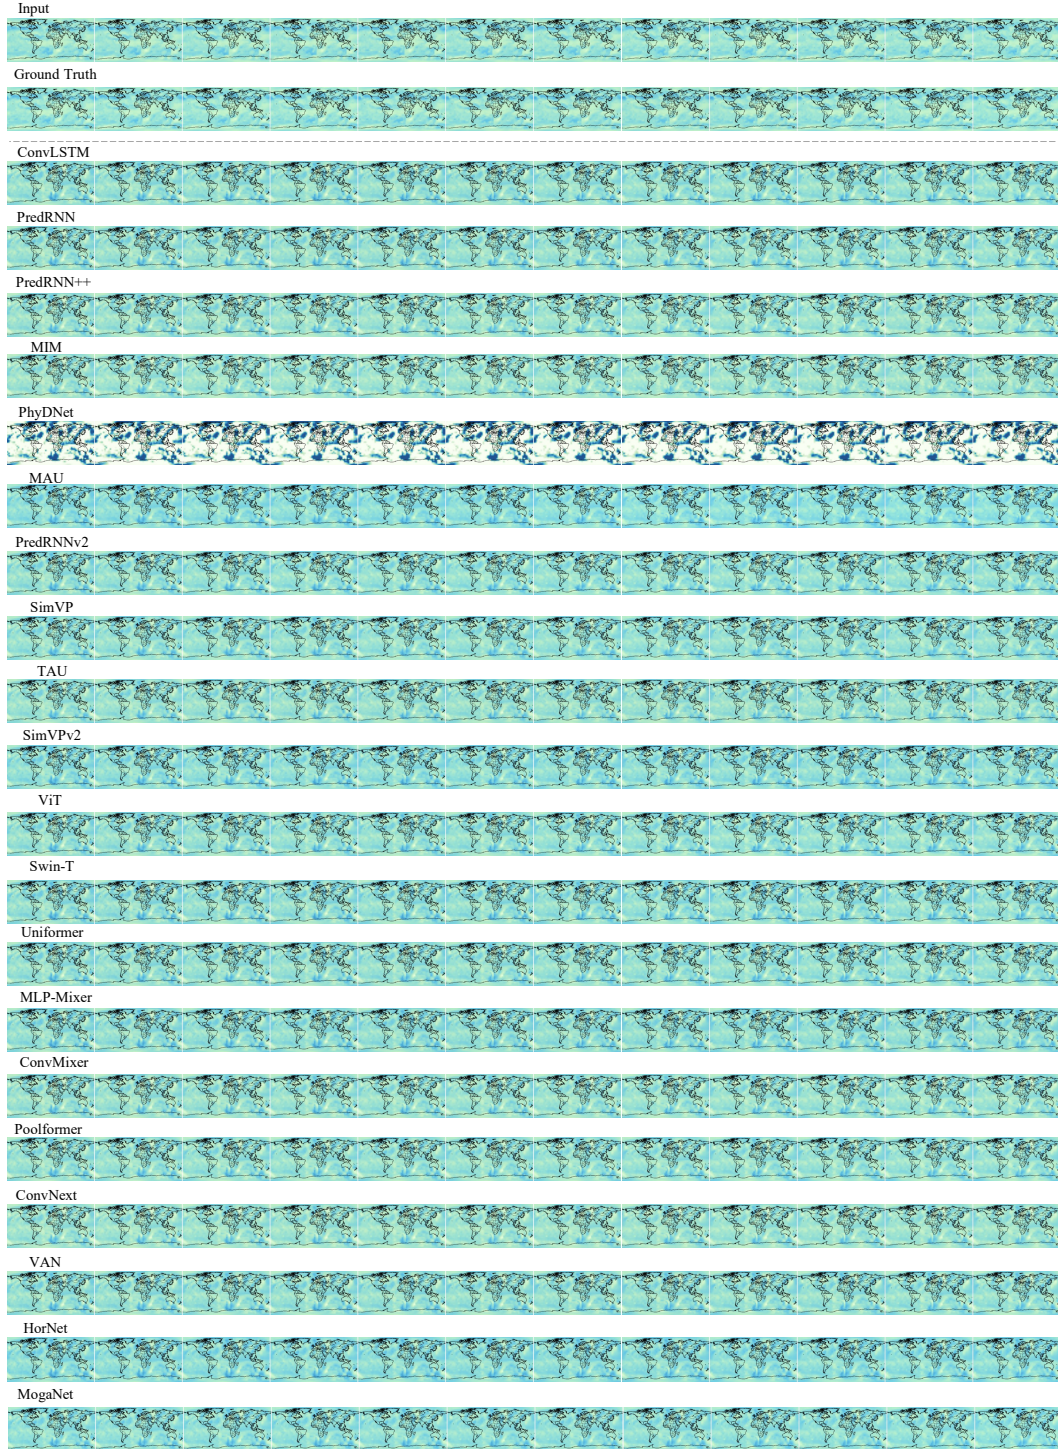 Input
Ground Truth
ConvLSTM
PredRNN
PredRNN++
MIM
PhyDNet
MAU
PredRNNv2
SimVP
TAU
SimVPv2
ViT
Swin-T
Uniformer
MLP-Mixer
ConvMixer
Poolformer
ConvNext
VAN
HorNet
MogaNet